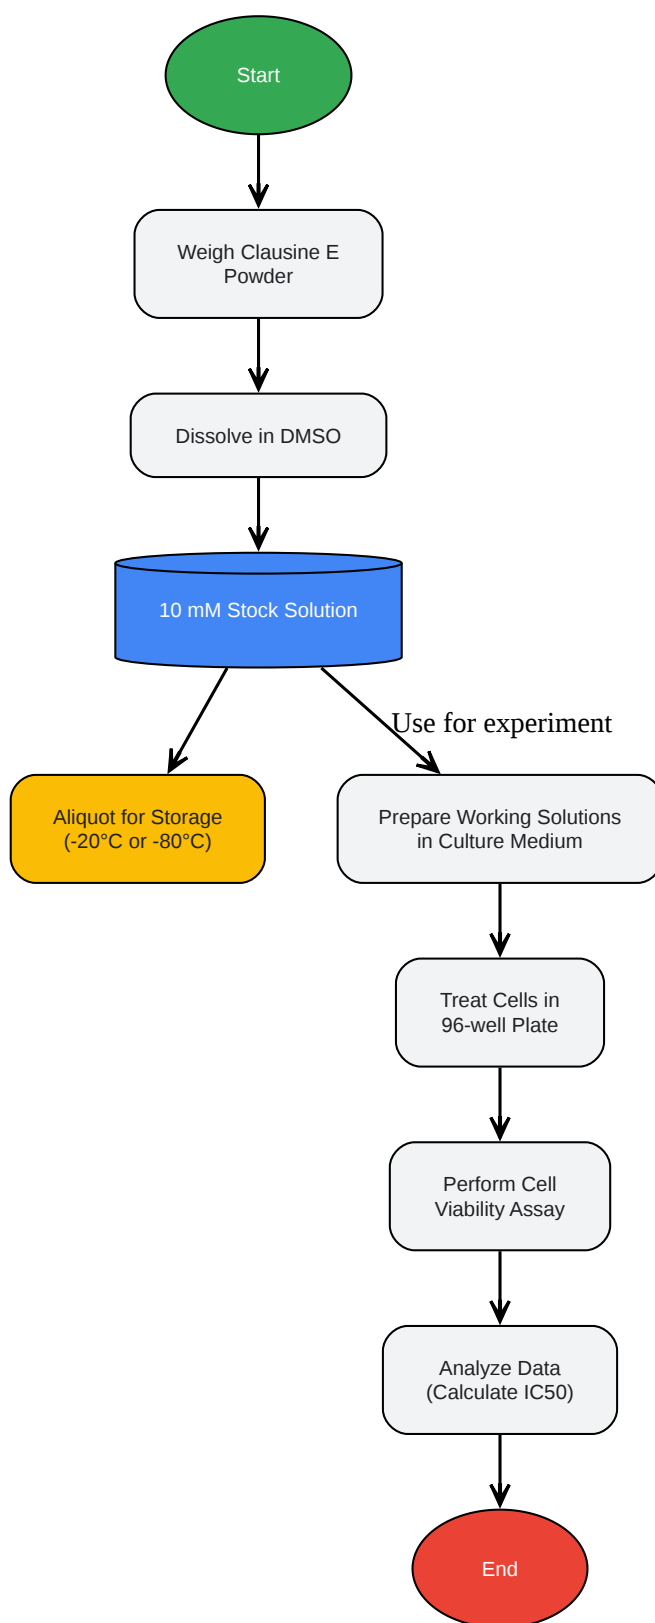 Start
Weigh Clausine E
Powder
Dissolve in DMSO
10 mM Stock Solution
Use for experiment
Aliquot for Storage
(-20°C or -80°C)
Prepare Working Solutions
in Culture Medium
Treat Cells in
96-well Plate
Perform Cell
Viability Assay
Analyze Data
(Calculate IC50)
End